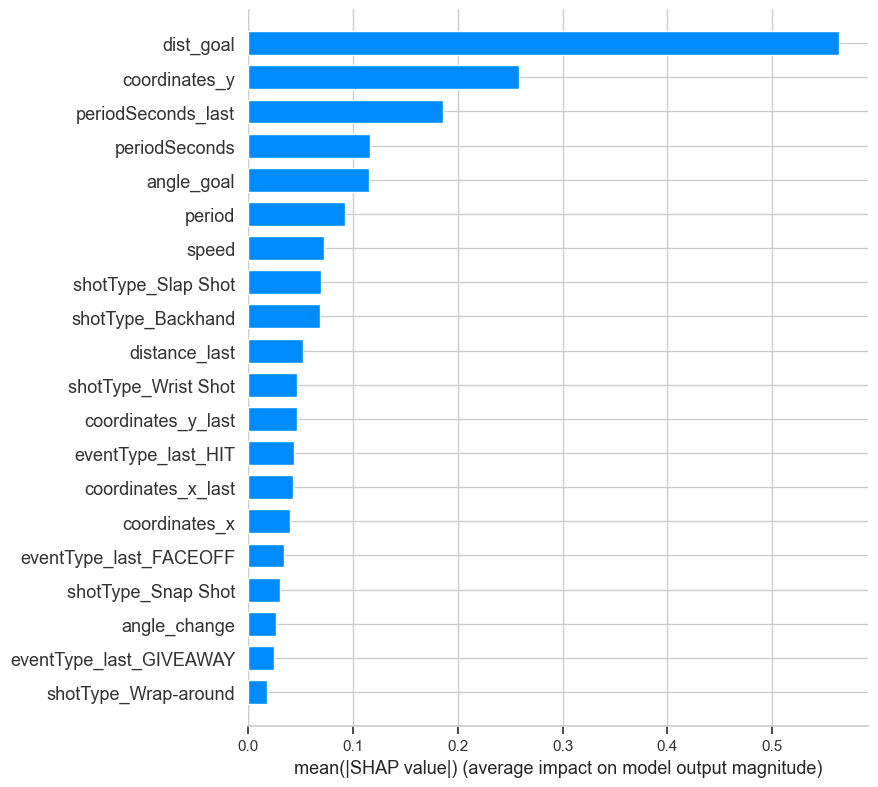 dist_goal
coordinates_y
periodSeconds_last
periodSeconds
angle_goal
period
speed
shotType_Slap Shot
shotType_Backhand
distance_last
shotType_Wrist Shot
coordinates_y_last
eventType_last_HIT
coordinates_x_last
coordinates_x
eventType_last_FACEOFF
shotType_Snap Shot
angle_change
eventType_last_GIVEAWAY
shotType_Wrap-around
0.0 0.1 0.2 0.3 0.4 0.5
mean(|SHAP value|) (average impact on model output magnitude)